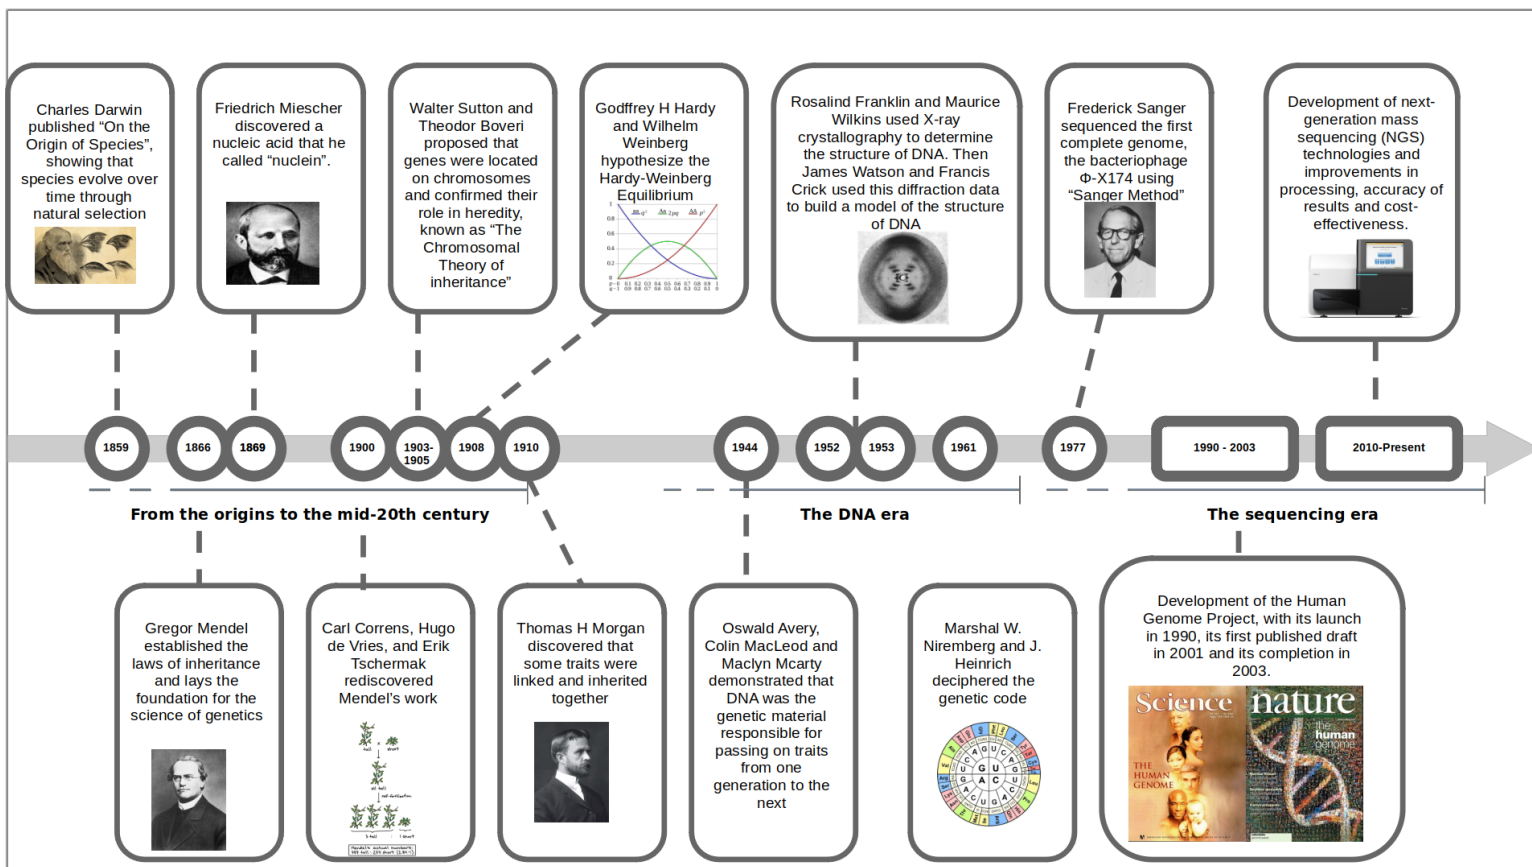 Charles Darwin
published “On the
Origin of Species”,
showing that
species evolve over
time through
natural selection
Friedrich Miescher
discovered a
nucleic acid that he
called “nuclein”.
Walter Sutton and
Theodor Boveri
proposed that
genes were located
on chromosomes
and confirmed their
role in heredity,
known as “The
Chromosomal
Theory of
inheritance”
Godffrey H Hardy
and Wilhelm
Weinberg
hypothesize the
Hardy-Weinberg
Equilibrium
Rosalind Franklin and Maurice
Wilkins used X-ray
crystallography to determine
the structure of DNA. Then
James Watson and Francis
Crick used this diffraction data
to build a model of the structure
of DNA
Frederick Sanger
sequenced the first
complete genome,
the bacteriophage
Φ-X174 using
“Sanger Method”
Development of next-
generation mass
sequencing (NGS)
technologies and
improvements in
processing, accuracy of
results and cost-
effectiveness.
1859
1866
1869
1900
1903-
1905
1908
1910
1944
1952
1953
1961
1977
1990 - 2003
2010-Present
From the origins to the mid-20th century
The DNA era
The sequencing era
Gregor Mendel
established the
laws of inheritance
and lays the
foundation for the
science of genetics
Carl Correns, Hugo
de Vries, and Erik
Tschermak
rediscovered
Mendel’s work
Thomas H Morgan
discovered that
some traits were
linked and inherited
together
Oswald Avery,
Colin MacLeod and
Maclyn Mcarty
demonstrated that
DNA was the
genetic material
responsible for
passing on traits
from one
generation to the
next
Marshal W.
Niremberg and J.
Heinrich
deciphered the
genetic code
Development of the Human
Genome Project, with its launch
in 1990, its first published draft
in 2001 and its completion in
2003.
Science
THE
HUMAN
GENOME
nature
the
human
genome